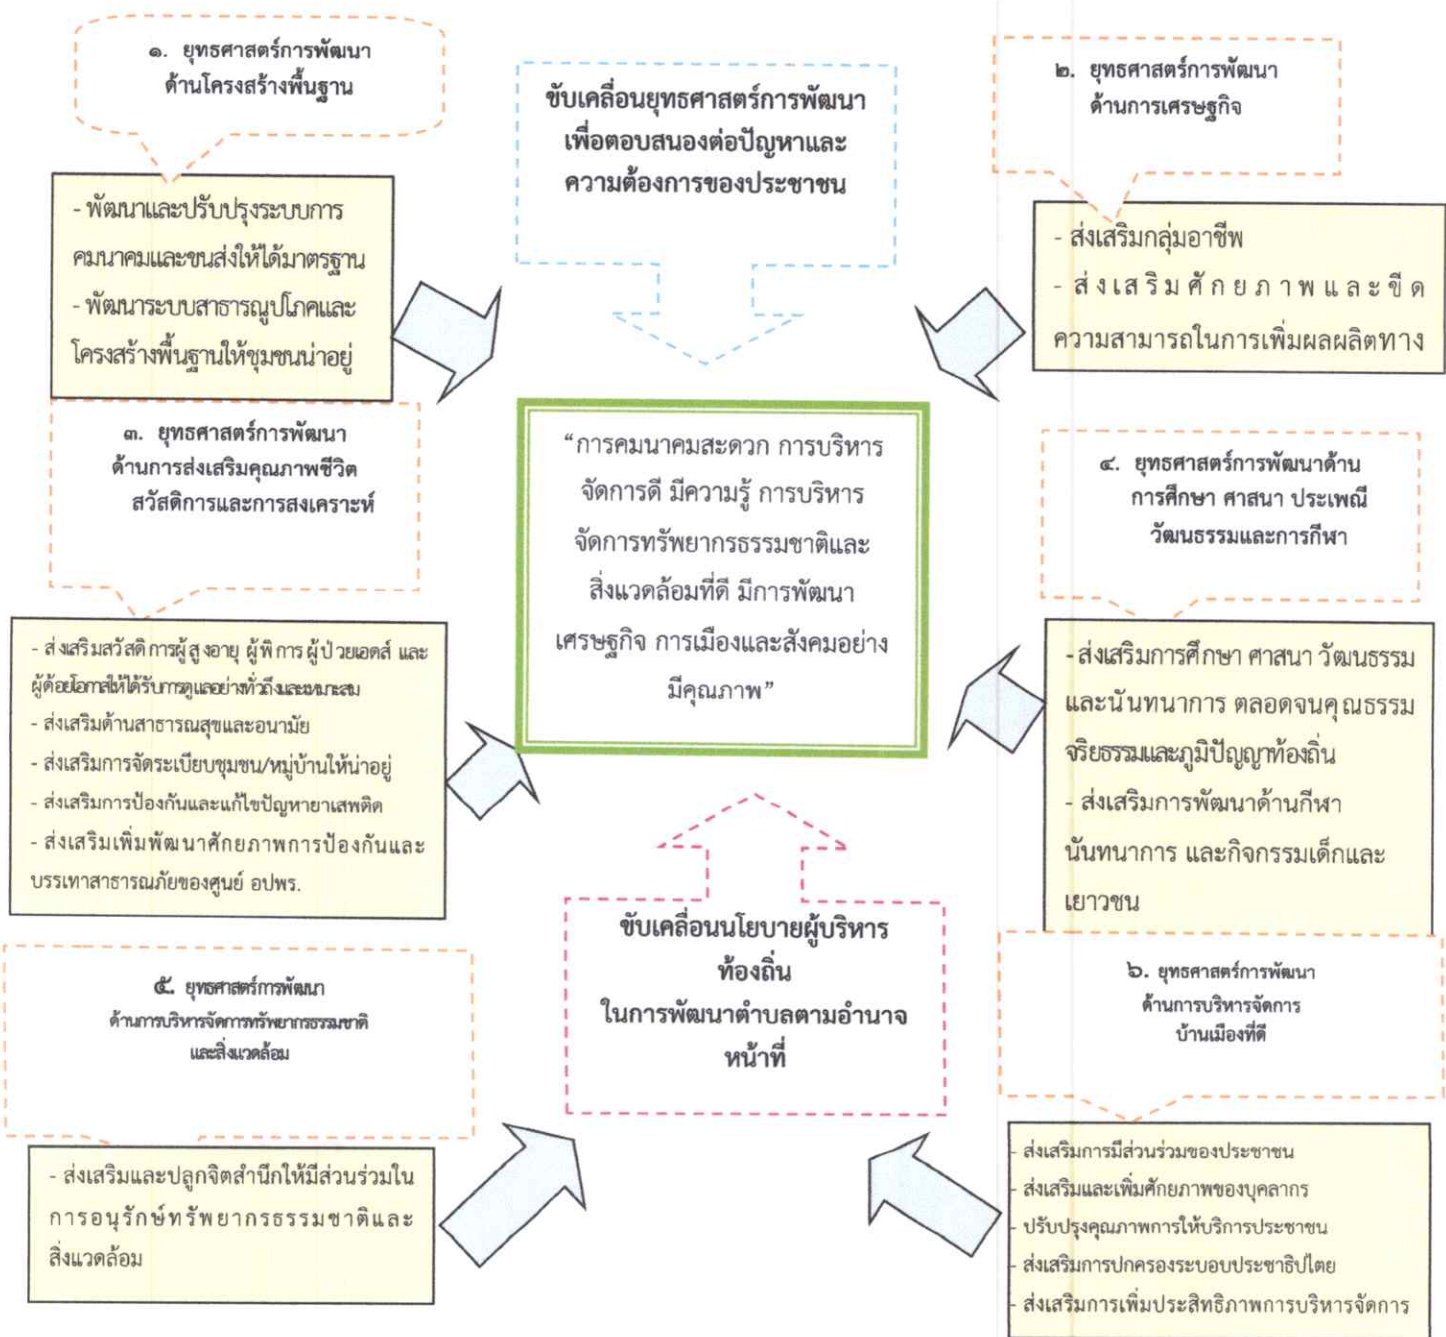 ๑. ยุทธศาสตร์การพัฒนา
ด้านโครงสร้างพื้นฐาน
- พัฒนาและปรับปรุงระบบการ
คมนาคมและขนส่งให้ได้มาตรฐาน
- พัฒนาระบบสาธารณูปโภคและ
โครงสร้างพื้นฐานให้ชุมชนน่าอยู่
ขับเคลื่อนยุทธศาสตร์การพัฒนา
เพื่อตอบสนองต่อปัญหาและ
ความต้องการของประชาชน
๒. ยุทธศาสตร์การพัฒนา
ด้านการเศรษฐกิจ
- ส่งเสริมกลุ่มอาชีพ
- ส่งเสริมศักยภาพและขีด
ความสามารถในการเพิ่มผลผลิตทาง
๓. ยุทธศาสตร์การพัฒนา
ด้านการส่งเสริมคุณภาพชีวิต
สวัสดิการและการสงเคราะห์
- ส่งเสริมสวัสดิการผู้สูงอายุ ผู้พิการ ผู้ป่วยเอดส์ และ
ผู้ด้อยโอกาสให้ได้รับการดูแลอย่างทั่วถึงและเหมาะสม
- ส่งเสริมด้านสาธารณสุขและอนามัย
- ส่งเสริมการจัดระเบียบชุมชน/หมู่บ้านให้น่าอยู่
- ส่งเสริมการป้องกันและแก้ไขปัญหายาเสพติด
- ส่งเสริมเพิ่มพัฒนาศักยภาพการป้องกันและ
บรรเทาสาธารณภัยของศูนย์ อปพร.
“การคมนาคมสะดวก การบริหาร
จัดการดี มีความรู้ การบริหาร
จัดการทรัพยากรธรรมชาติและ
สิ่งแวดล้อมที่ดี มีการพัฒนา
เศรษฐกิจ การเมืองและสังคมอย่าง
มีคุณภาพ”
๔. ยุทธศาสตร์การพัฒนาด้าน
การศึกษา ศาสนา ประเพณี
วัฒนธรรมและการกีฬา
- ส่งเสริมการศึกษา ศาสนา วัฒนธรรม
และนันทนาการ ตลอดจนคุณธรรม
จริยธรรมและภูมิปัญญาท้องถิ่น
- ส่งเสริมการพัฒนาด้านกีฬา
นันทนาการ และกิจกรรมเด็กและ
เยาวชน
๕. ยุทธศาสตร์การพัฒนา
ด้านการบริหารจัดการทรัพยากรธรรมชาติ
และสิ่งแวดล้อม
- ส่งเสริมและปลูกจิตสำนึกให้มีส่วนร่วมใน
การอนุรักษ์ทรัพยากรธรรมชาติและ
สิ่งแวดล้อม
ขับเคลื่อนนโยบายผู้บริหาร
ท้องถิ่น
ในการพัฒนาตำบลตามอำนาจ
หน้าที่
๖. ยุทธศาสตร์การพัฒนา
ด้านการบริหารจัดการ
บ้านเมืองที่ดี
- ส่งเสริมการมีส่วนร่วมของประชาชน
- ส่งเสริมและเพิ่มศักยภาพของบุคลากร
- ปรับปรุงคุณภาพการให้บริการประชาชน
- ส่งเสริมการปกครองระบอบประชาธิปไตย
- ส่งเสริมการเพิ่มประสิทธิภาพการบริหารจัดการ